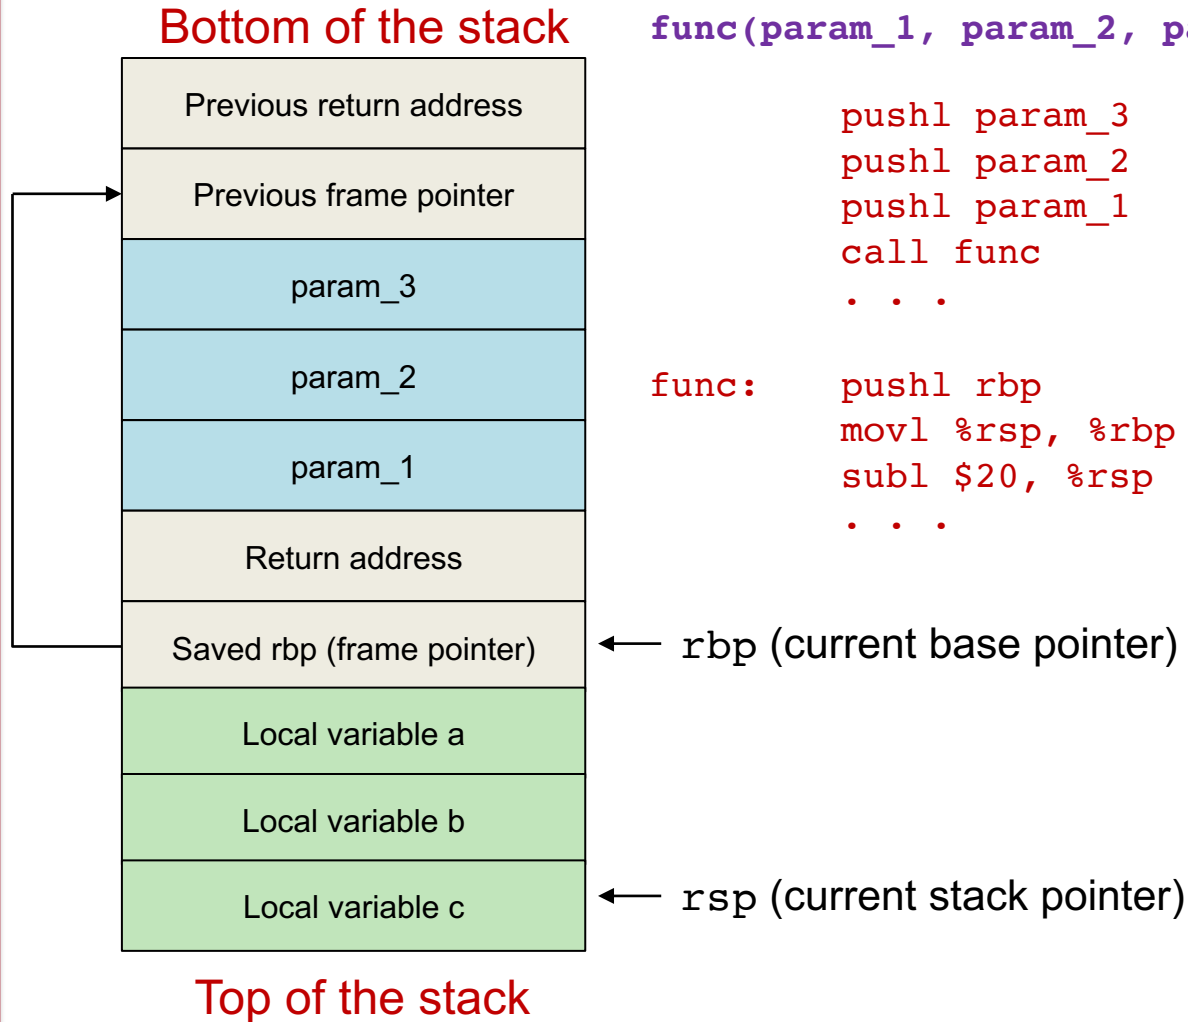 Bottom of the stack
Previous return address
Previous frame pointer
param_3
param_2
param_1
Return address
Saved rbp (frame pointer)
Local variable a
Local variable b
Local variable c
Top of the stack
func(param_1, param_2,
pushl param_3
pushl param_2
pushl param_1
call func
. . .
func: pushl rbp
movl %rsp, %rbp
subl $20, %rsp
. . .
rbp (current base pointer)
rsp (current stack pointer)